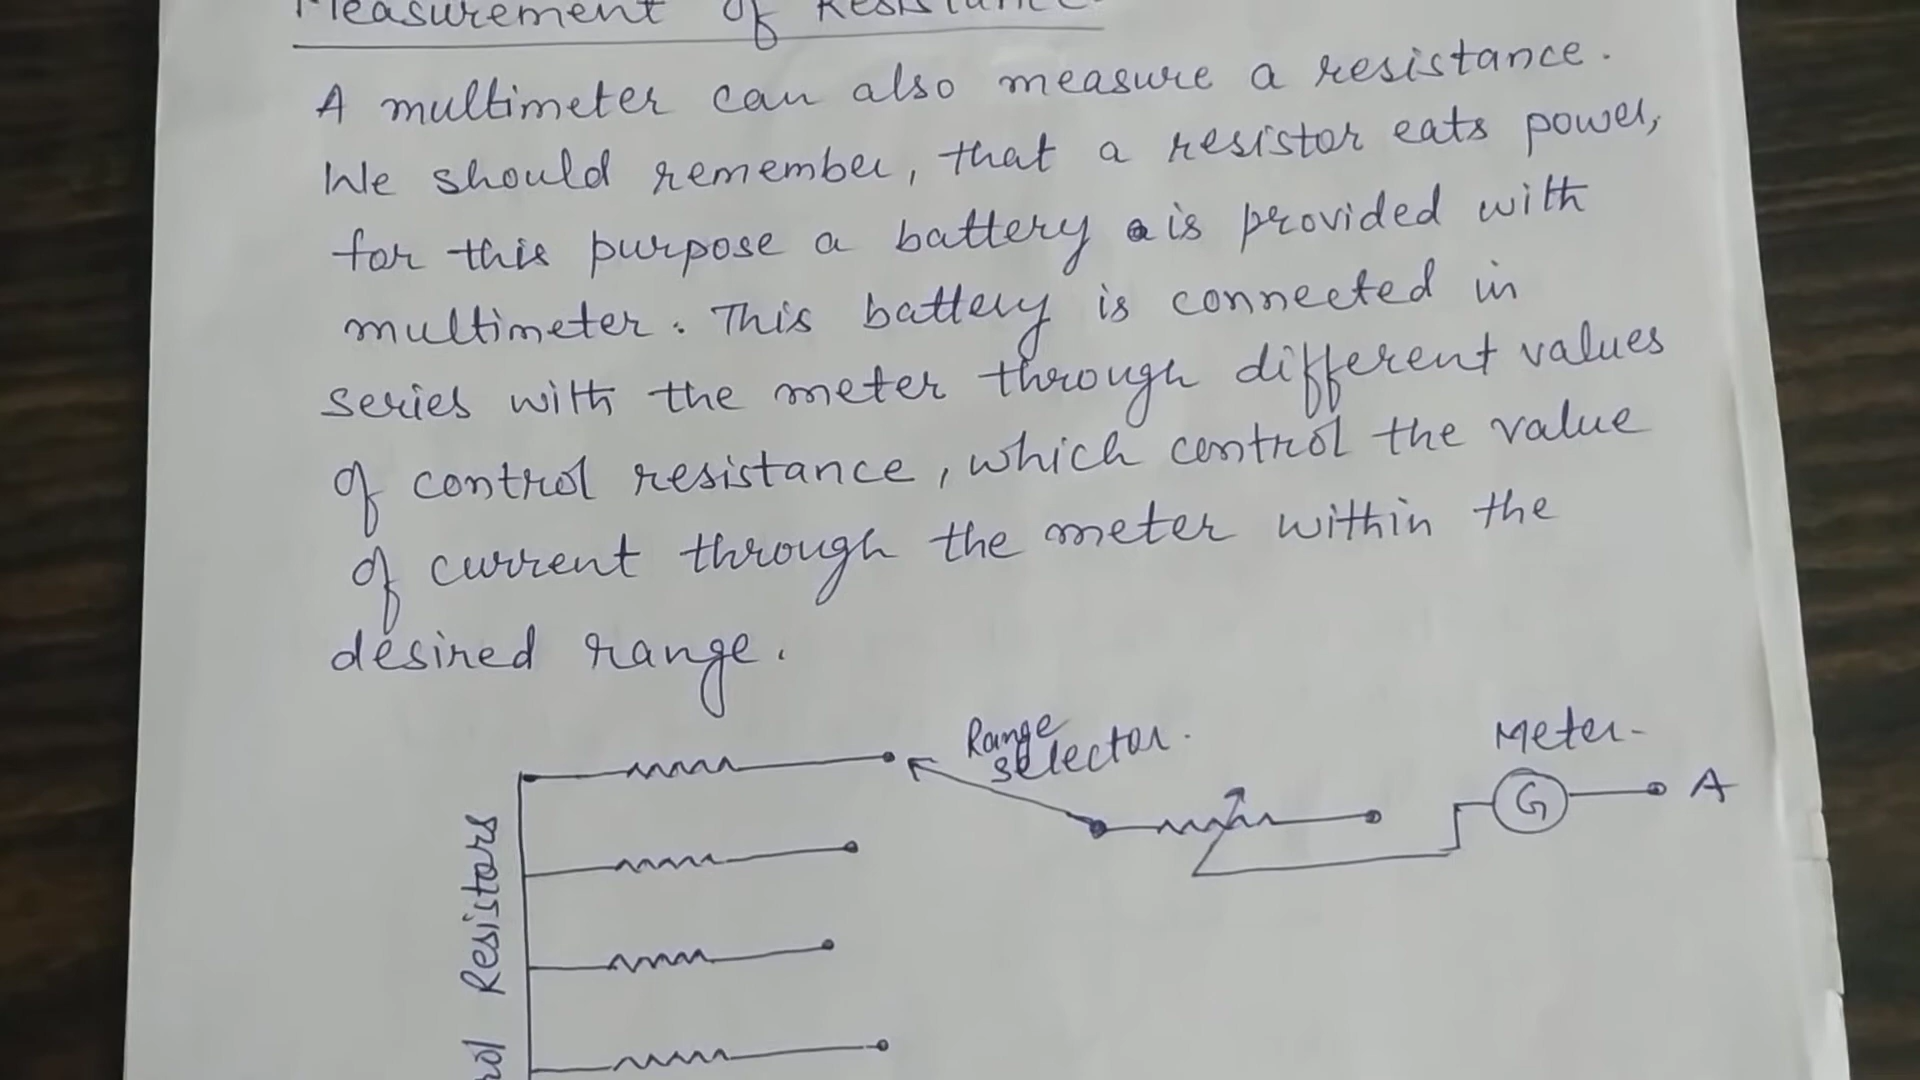 Measurement of Resistance.
A multimeter can also measure a resistance.
We should remember, that a resistor eats power,
for this purpose a battery is provided with
multimeter. This battery is connected in
series with the meter through different values
of control resistance, which control the value
of current through the meter within the
desired range.
Range
selector.
Meter-
G
A
Resistors